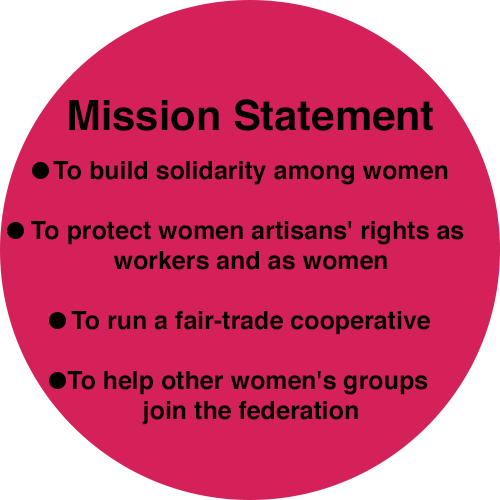 Mission Statement
● To build solidarity among women
● To protect women artisans' rights as
workers and as women
● To run a fair-trade cooperative
●To help other women's groups
join the federation